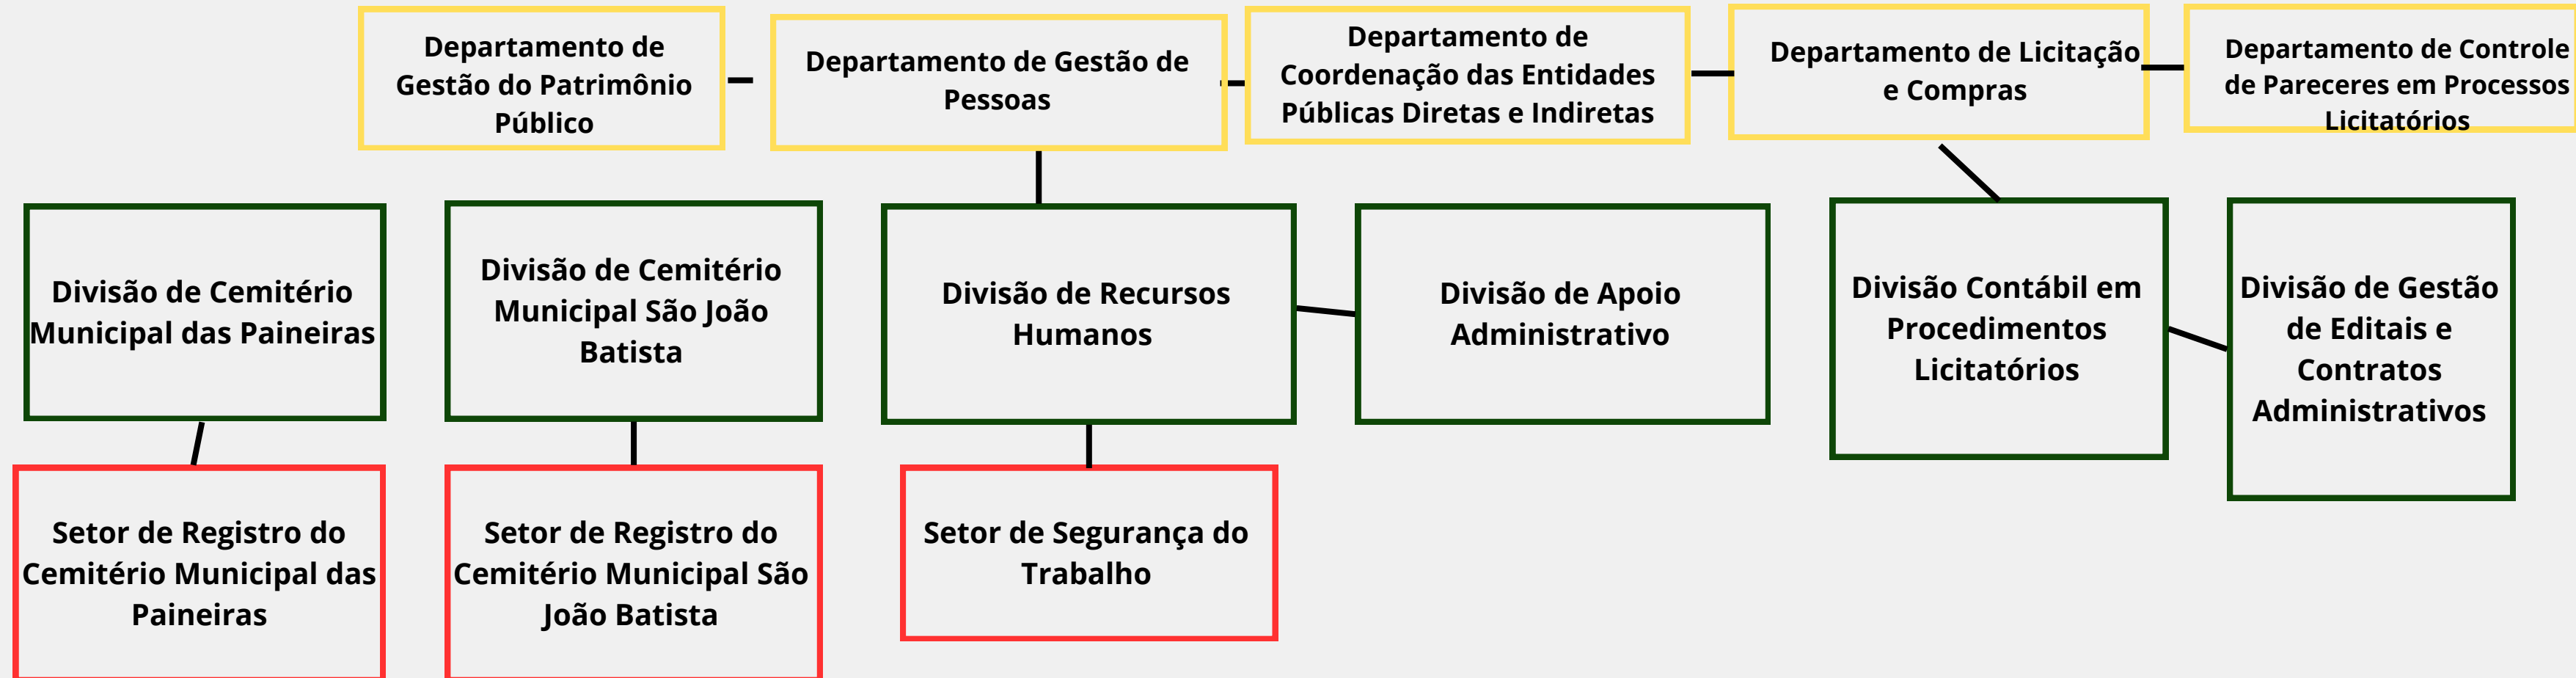 Departamento de
Gestão do Patrimônio
Público
Departamento de Gestão de
Pessoas
Departamento de
Coordenação das Entidades
Públicas Diretas e Indiretas
Departamento de Licitação
e Compras
Departamento de Controle
de Pareceres em Processos
Licitatórios
Divisão de Cemitério
Municipal das Paineiras
Divisão de Cemitério
Municipal São João
Batista
Divisão de Recursos
Humanos
Divisão de Apoio
Administrativo
Divisão Contábil em
Procedimentos
Licitatórios
Divisão de Gestão
de Editais e
Contratos
Administrativos
Setor de Registro do
Cemitério Municipal das
Paineiras
Setor de Registro do
Cemitério Municipal São
João Batista
Setor de Segurança do
Trabalho